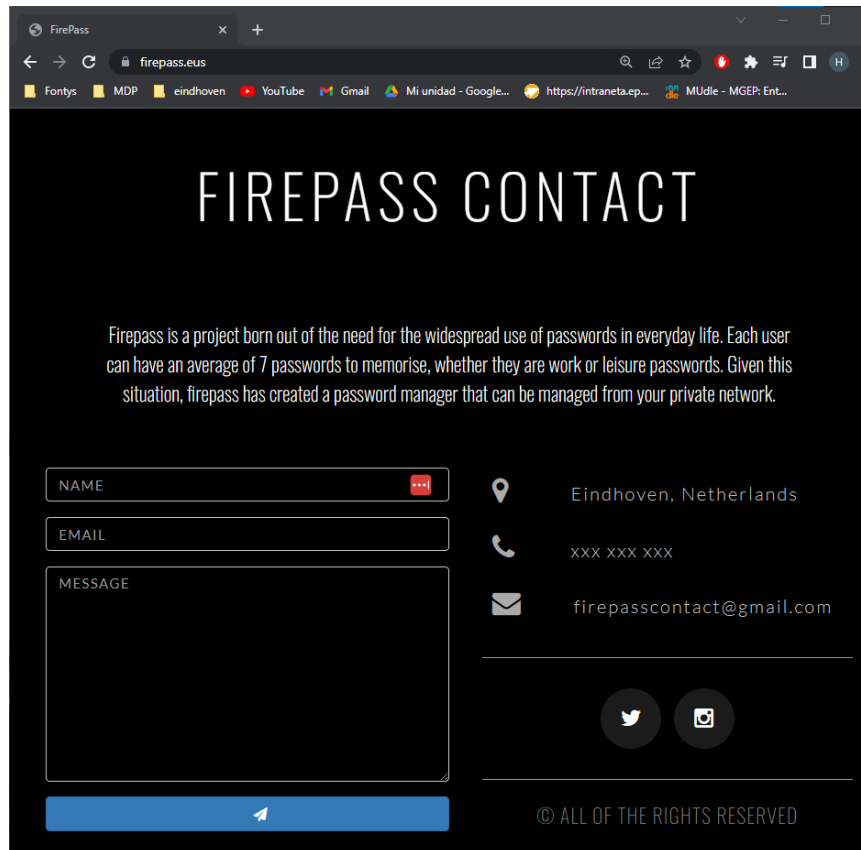 FirePass
firepass.eus
H
Fontys MDP eindhoven YouTube Gmail Mi unidad - Google... https://intraneta.ep... MUdle - MGEP: Ent...
FIREPASS CONTACT
Firepass is a project born out of the need for the widespread use of passwords in everyday life. Each user
can have an average of 7 passwords to memorise, whether they are work or leisure passwords. Given this
situation, firepass has created a password manager that can be managed from your private network.
NAME
EMAIL
MESSAGE
Eindhoven, Netherlands
xxx xxx xxx
firepasscontact@gmail.com
© ALL OF THE RIGHTS RESERVED